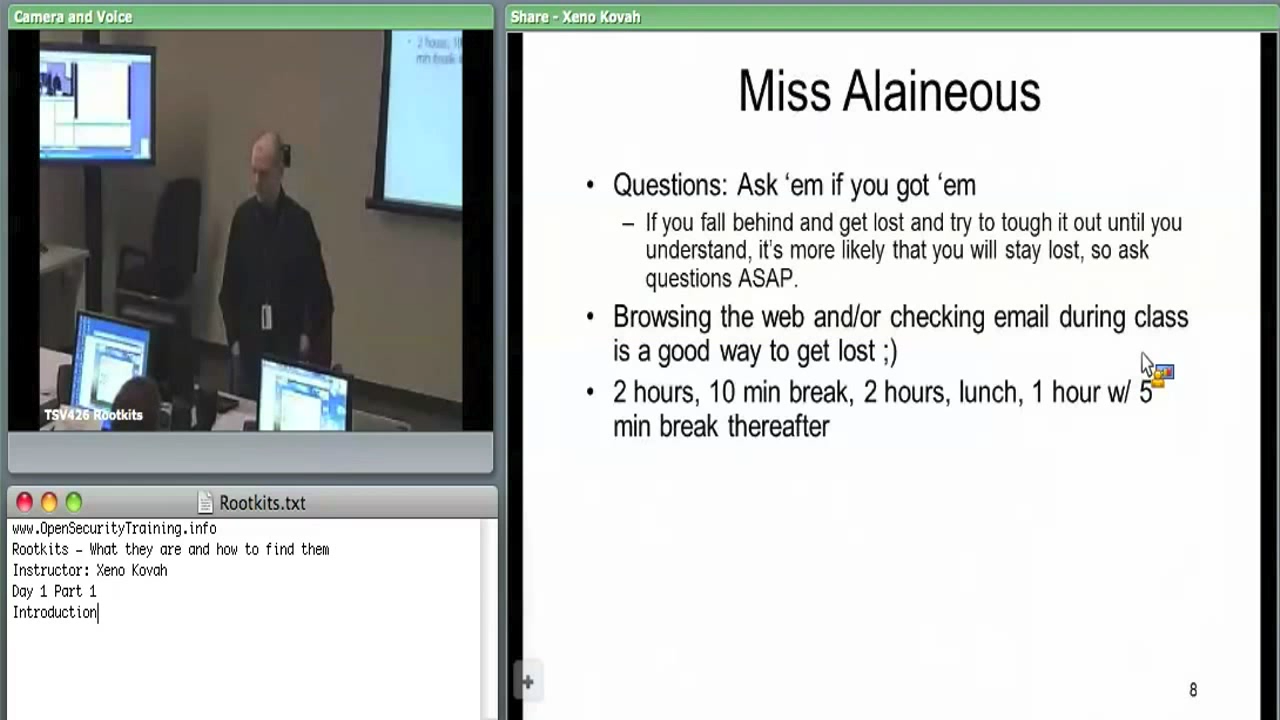 Camera and Voice
Share - Xeno Kovah
2 hours, 10
min break
TSV426 Rootkits
Rootkits.txt
www.OpenSecurityTraining.info
Rootkits – What they are and how to find them
Instructor: Xeno Kovah
Day 1 Part 1
Introduction
Miss Alaineous
• Questions: Ask ‘em if you got ‘em
– If you fall behind and get lost and try to tough it out until you
understand, it’s more likely that you will stay lost, so ask
questions ASAP.
• Browsing the web and/or checking email during class
is a good way to get lost ;)
• 2 hours, 10 min break, 2 hours, lunch, 1 hour w/ 5
min break thereafter
8